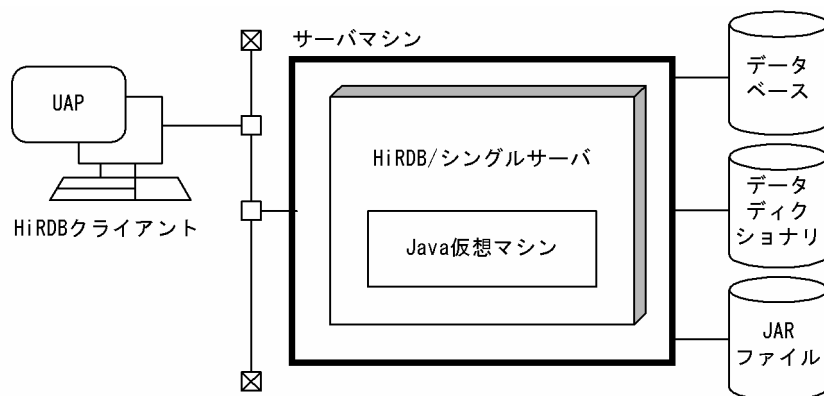 サーバマシン
UAP
HiRDBクライアント
HiRDB/シングルサーバ
Java仮想マシン
データ
ベース
データ
ディク
ショナリ
JAR
ファイル